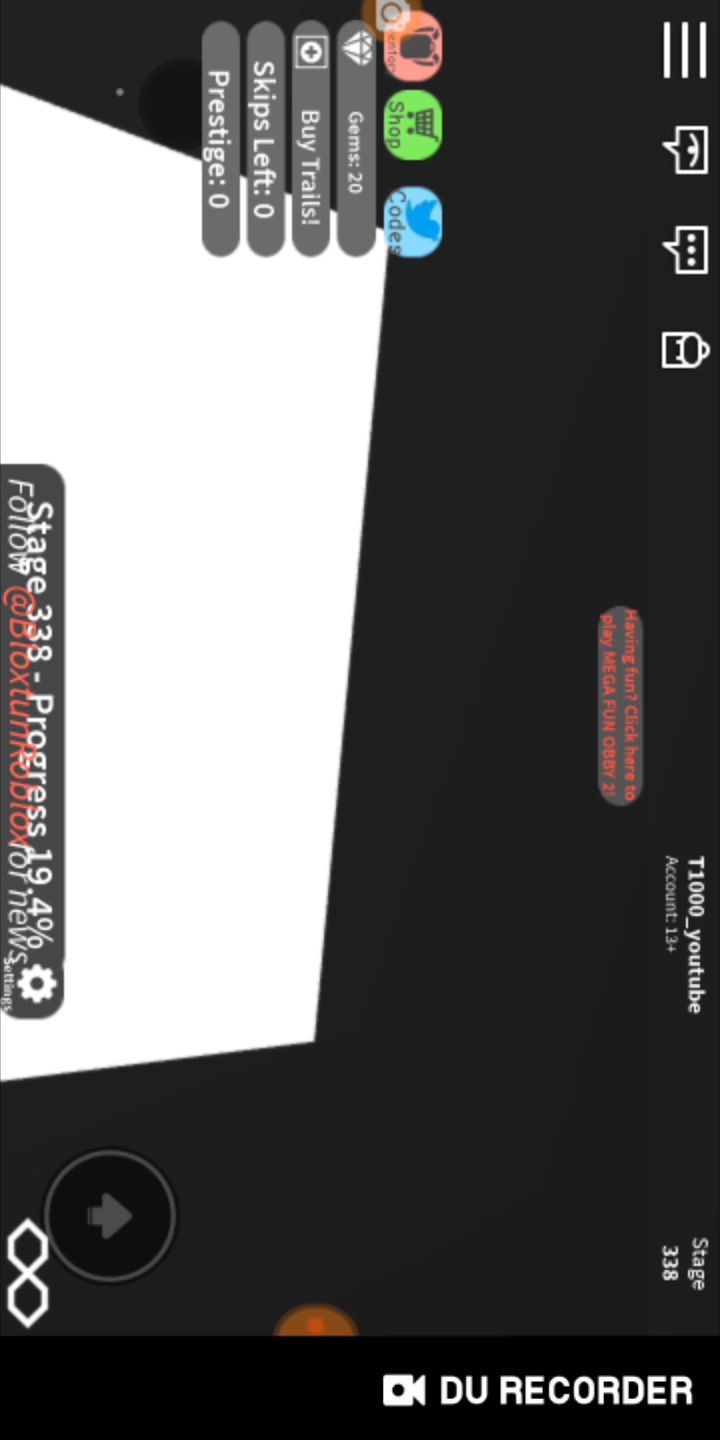 T1000_youtube
Account: 13+
Stage
338
Having fun? Click here to
play MEGA FUN OBBY 2!
Shop
Codes
Gems: 20
Buy Trails!
Skips Left: 0
Prestige: 0
Stage 338 - Progress 19.4%
Follow @BloxtunRoblox for news
Settings
DU RECORDER